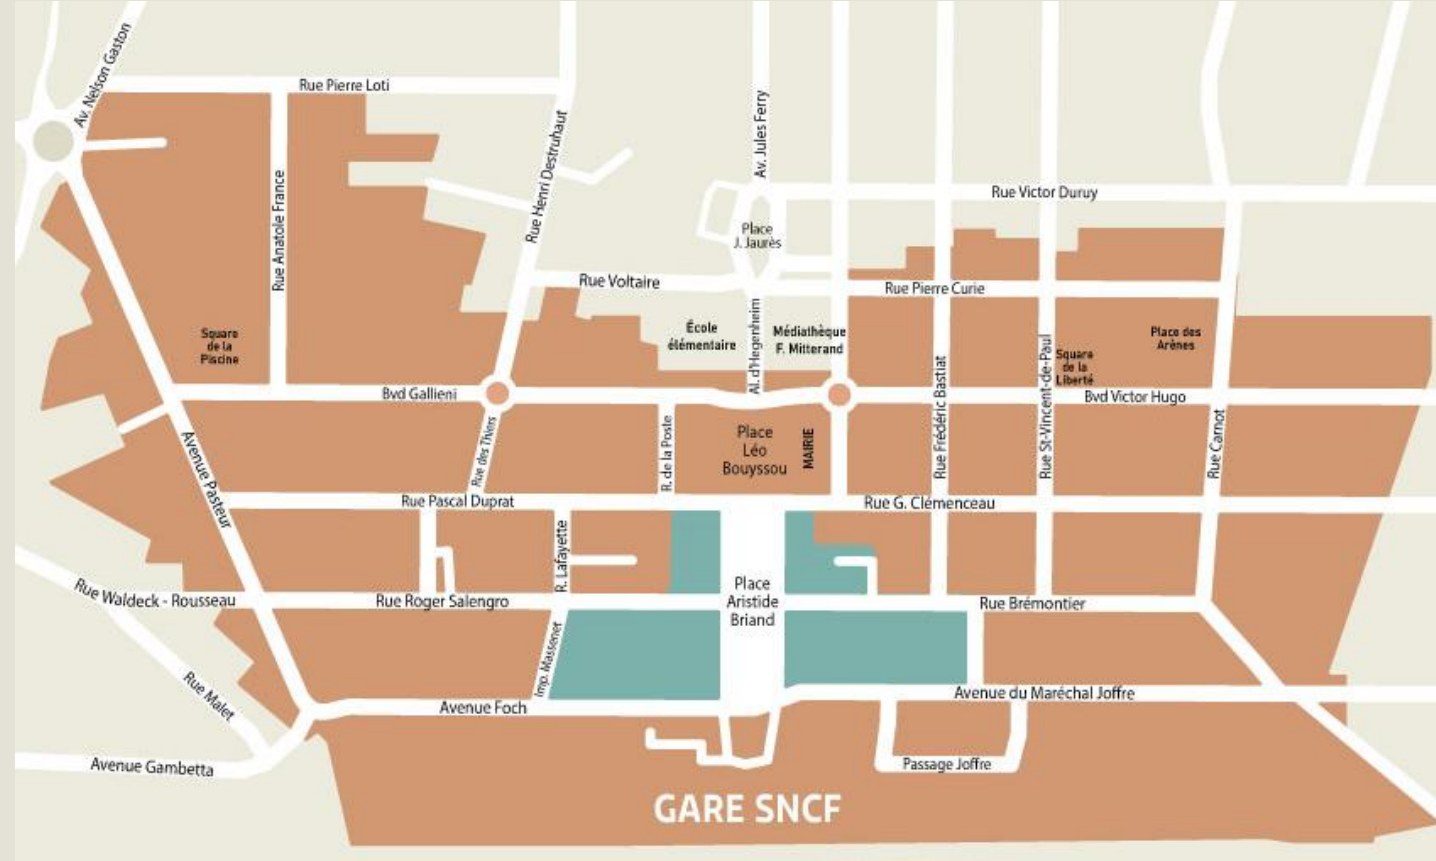 Av. Nelson Gaston
Rue Pierre Loti
Rue Anatole France
Rue Henri Destruhaut
Av. Jules Ferry
Rue Victor Duruy
Place
J. Jaurès
Rue Voltaire
Rue Pierre Curie
Square
de la
Piscine
École
élémentaire
Al. d'Hegenheim
Médiathèque
F. Mitterand
Rue Frédéric Bastiat
Rue St-Vincent-de-Paul
Square
de la
Liberté
Place des
Arènes
Bvd Gallieni
Bvd Victor Hugo
Avenue Pasteur
Rue des Thiers
R. de la Poste
Place
Léo
Bouyssou
MAIRIE
Rue Carnot
Rue Pascal Duprat
Rue G. Clémenceau
R. Lafayette
Place
Aristide
Briand
Rue Waldeck - Rousseau
Rue Roger Salengro
Rue Brémontier
Imp. Massenet
Rue Malet
Avenue Foch
Avenue du Maréchal Joffre
Avenue Gambetta
Passage Joffre
GARE SNCF